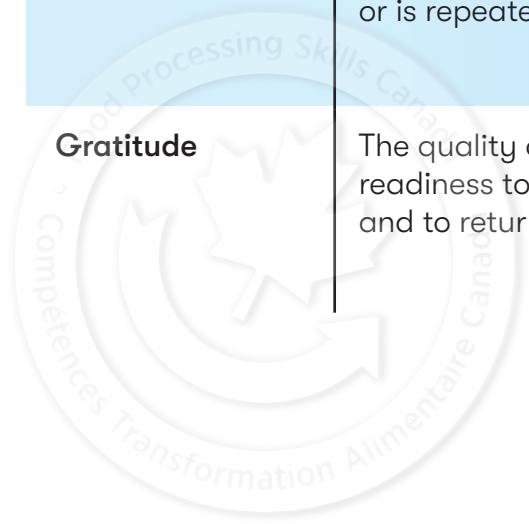 or is repeate
Gratitude
The quality
readiness to
and to retur
Food Processing Skills Canada
Compétences Transformation Alimentaire Canada